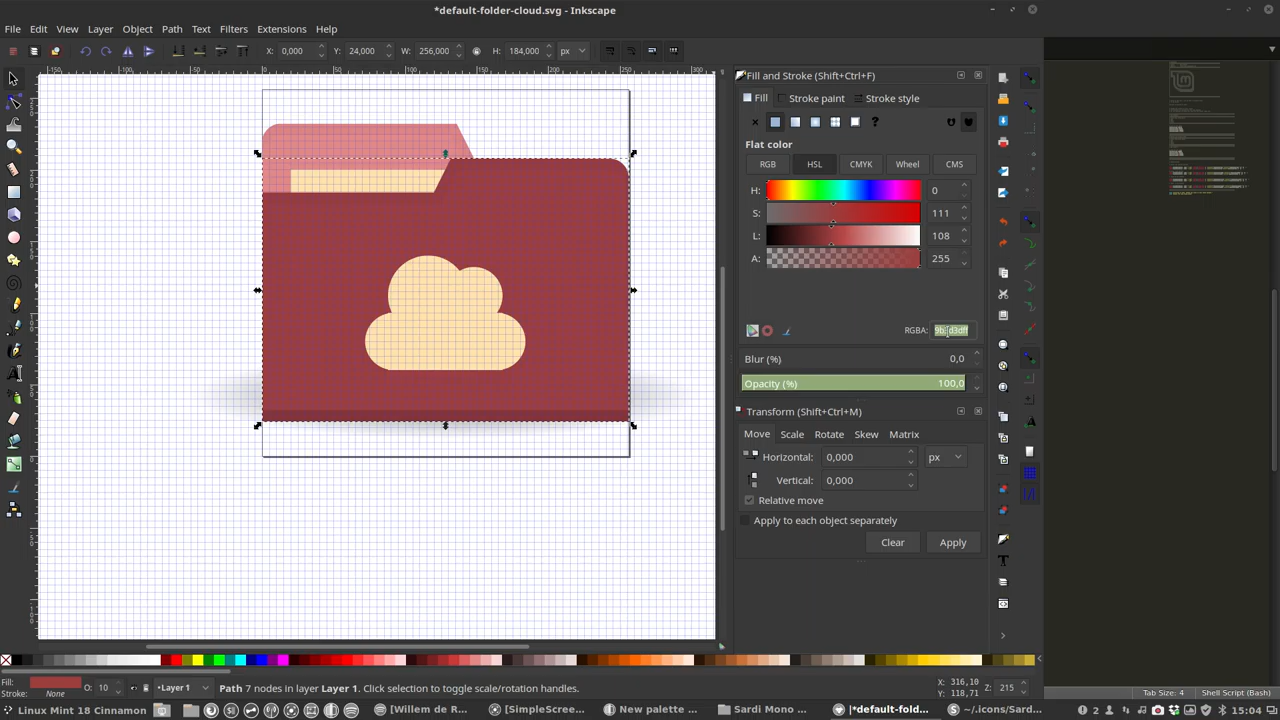 *default-folder-cloud.svg - Inkscape
File Edit View Layer Object Path Text Filters Extensions Help
X: 0,000 Y: 24,000 W: 256,000 H: 184,000 px
Fill and Stroke (Shift+Ctrl+F)
Fill Stroke paint Stroke style
?
Flat color
RGB HSL CMYK Wheel CMS
H: 0
S: 111
L: 108
A: 255
RGBA:
Blur (%) 0,0
Opacity (%) 100,0
Transform (Shift+Ctrl+M)
Move Scale Rotate Skew Matrix
Horizontal: 0,000 px
Vertical: 0,000
Relative move
Apply to each object separately
Clear Apply
Fill:
Stroke: None
O: 10
•Layer 1
Path 7 nodes in layer Layer 1. Click selection to toggle scale/rotation handles.
X: 316,10
Y: 118,71
Z: 215
Tab Size: 4 Shell Script (Bash)
Linux Mint 18 Cinnamon
[Willem de R...
[SimpleScree...
New palette ...
Sardi Mono ...
*default-fold...
~/.icons/Sard...
15:04